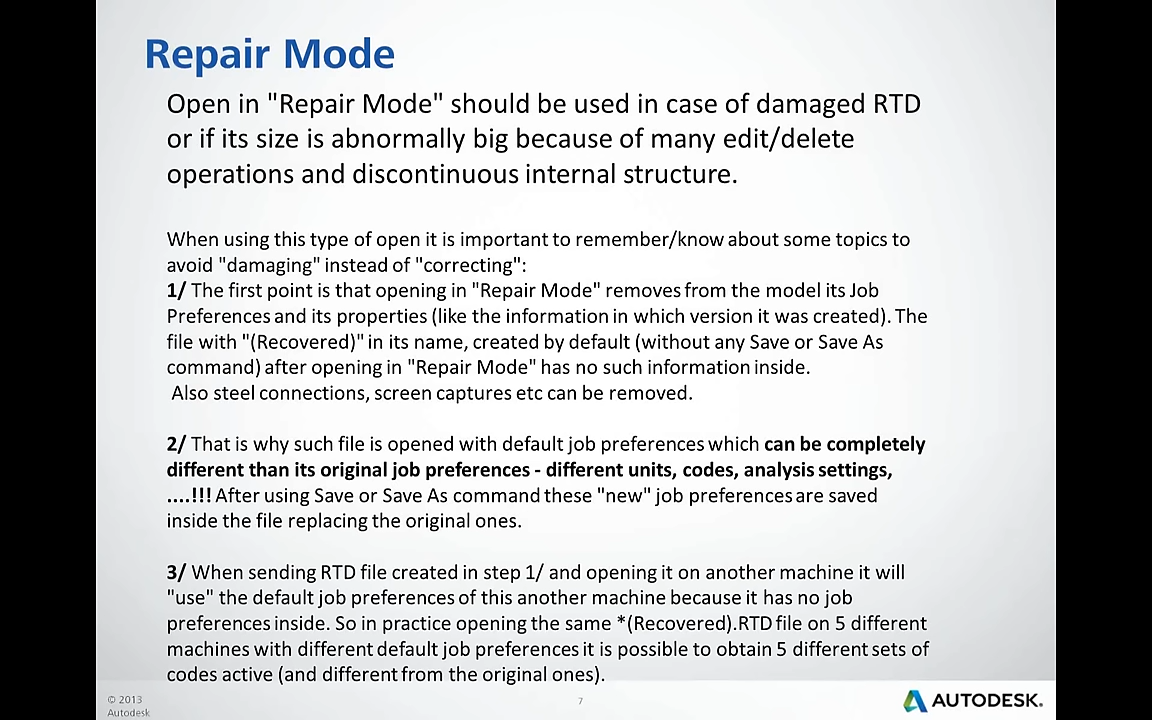 Repair Mode
Open in "Repair Mode" should be used in case of damaged RTD
or if its size is abnormally big because of many edit/delete
operations and discontinuous internal structure.
When using this type of open it is important to remember/know about some topics to
avoid "damaging" instead of "correcting":
1/ The first point is that opening in "Repair Mode" removes from the model its Job
Preferences and its properties (like the information in which version it was created). The
file with "(Recovered)" in its name, created by default (without any Save or Save As
command) after opening in "Repair Mode" has no such information inside.
Also steel connections, screen captures etc can be removed.
2/ That is why such file is opened with default job preferences which can be completely
different than its original job preferences - different units, codes, analysis settings,
....!!! After using Save or Save As command these "new" job preferences are saved
inside the file replacing the original ones.
3/ When sending RTD file created in step 1/ and opening it on another machine it will
"use" the default job preferences of this another machine because it has no job
preferences inside. So in practice opening the same *(Recovered).RTD file on 5 different
machines with different default job preferences it is possible to obtain 5 different sets of
codes active (and different from the original ones).
© 2013
Autodesk
7
AUTODESK.